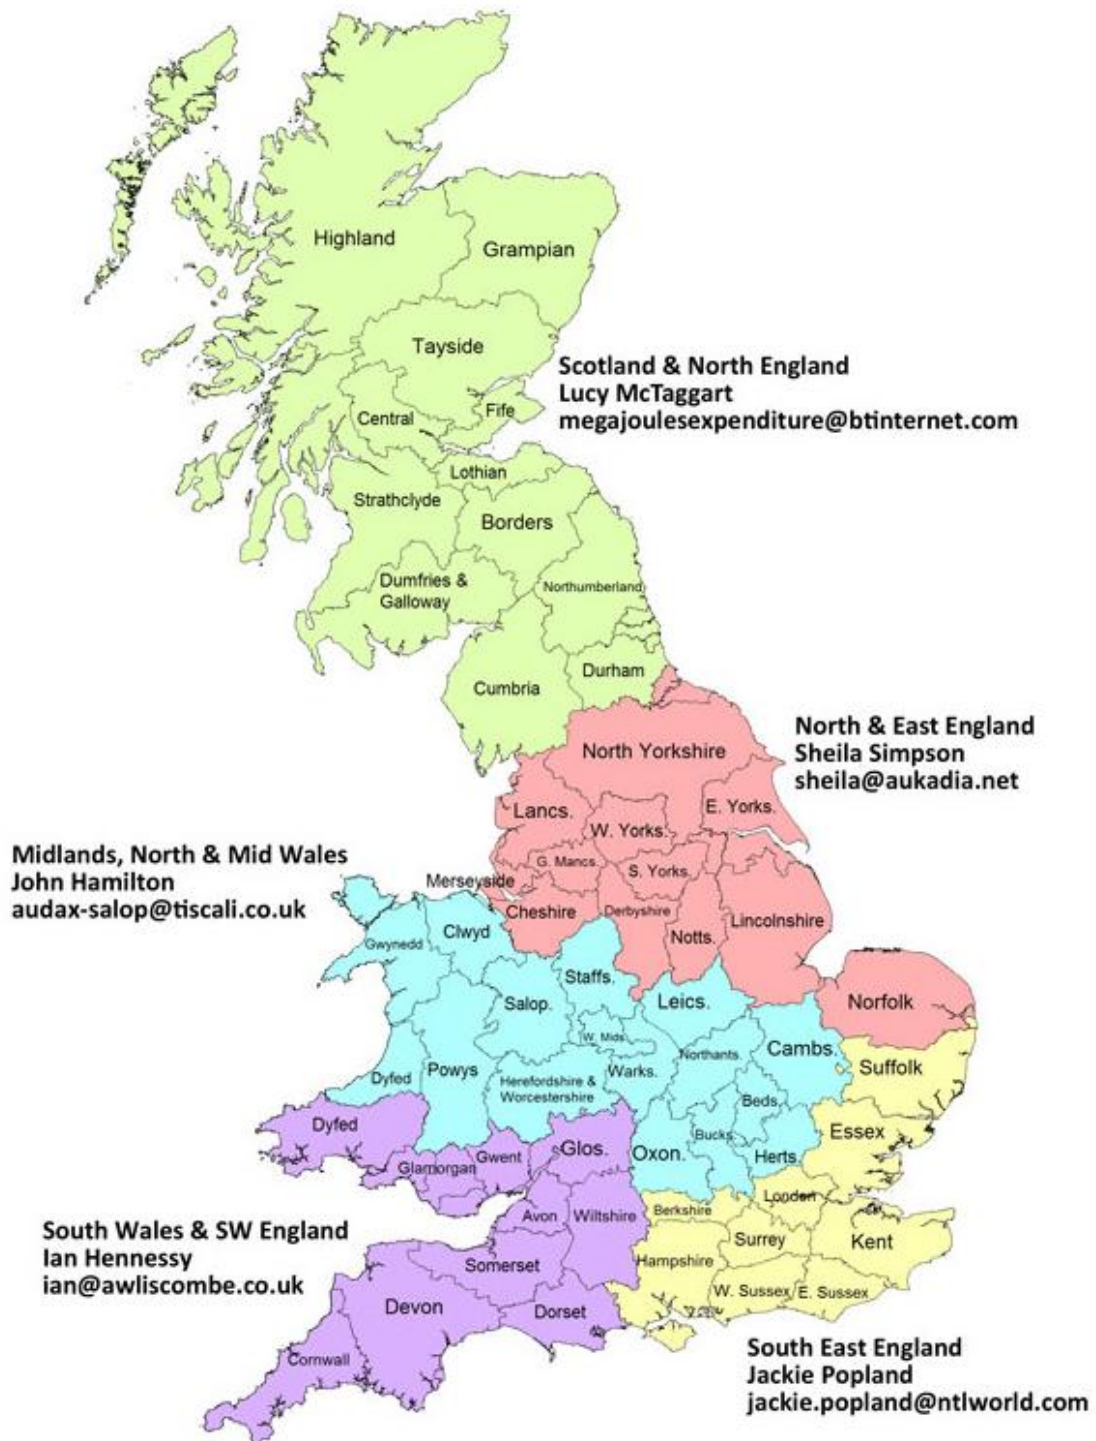 Highland
Grampian
Tayside
Scotland & North England
Lucy McTaggart
megajoulesexpenditure@btinternet.com
Central
Fife
Lothian
Strathclyde
Borders
Dumfries &
Galloway
Northumberland
Durham
Cumbria
North & East England
Sheila Simpson
sheila@aukadia.net
North Yorkshire
Lancs.
E. Yorks.
W. Yorks.
G. Mancs.
S. Yorks.
Merseyside
Cheshire
Derbyshire
Notts.
Lincolnshire
Norfolk
Midlands, North & Mid Wales
John Hamilton
audax-salop@tiscali.co.uk
Gwynedd
Clwyd
Staffs.
Salop.
Leics.
W. Mids.
Northants.
Cambs.
Dyfed
Powys
Herefordshire &
Worcestershire
Warks.
Beds.
Bucks.
Oxon.
Herts.
Suffolk
Essex
Dyfed
Glamorgan
Gwent
Glos.
Avon
Wiltshire
Berkshire
London
Hampshire
Surrey
Kent
W. Sussex
E. Sussex
South Wales & SW England
Ian Hennessy
ian@awliscombe.co.uk
Somerset
Devon
Dorset
Cornwall
South East England
Jackie Popland
jackie.popland@ntlworld.com